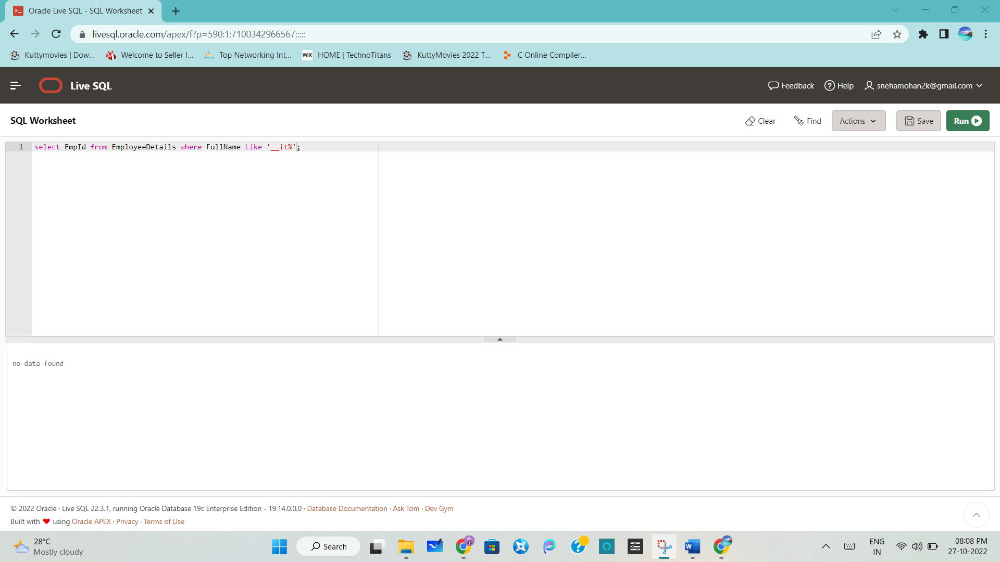 Oracle Live SQL - SQL Worksheet
livesql.oracle.com/apex/f?p=590:1:7100342966567:::::
Kuttymovies | Dow... Welcome to Seller I... Top Networking Int... WIX HOME | TechnoTitans KuttyMovies 2022 T... C Online Compiler...
Live SQL Feedback ? Help snehamohan2k@gmail.com
SQL Worksheet Clear Find Actions Save Run
1 select EmpId from EmployeeDetails where FullName Like '__it%';
no data found
© 2022 Oracle · Live SQL 22.3.1, running Oracle Database 19c Enterprise Edition - 19.14.0.0.0 · Database Documentation · Ask Tom · Dev Gym
Built with ❤ using Oracle APEX · Privacy · Terms of Use
28°C
Mostly cloudy
Search
W
ENG
IN
08:08 PM
27-10-2022